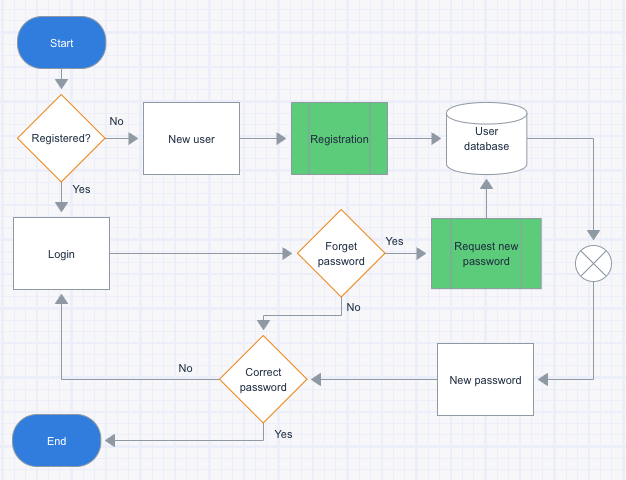 Start
Registered?
No
New user
Registration
User
database
Yes
Login
Forget
password
Yes
Request new
password
No
Correct
password
No
New password
Yes
End